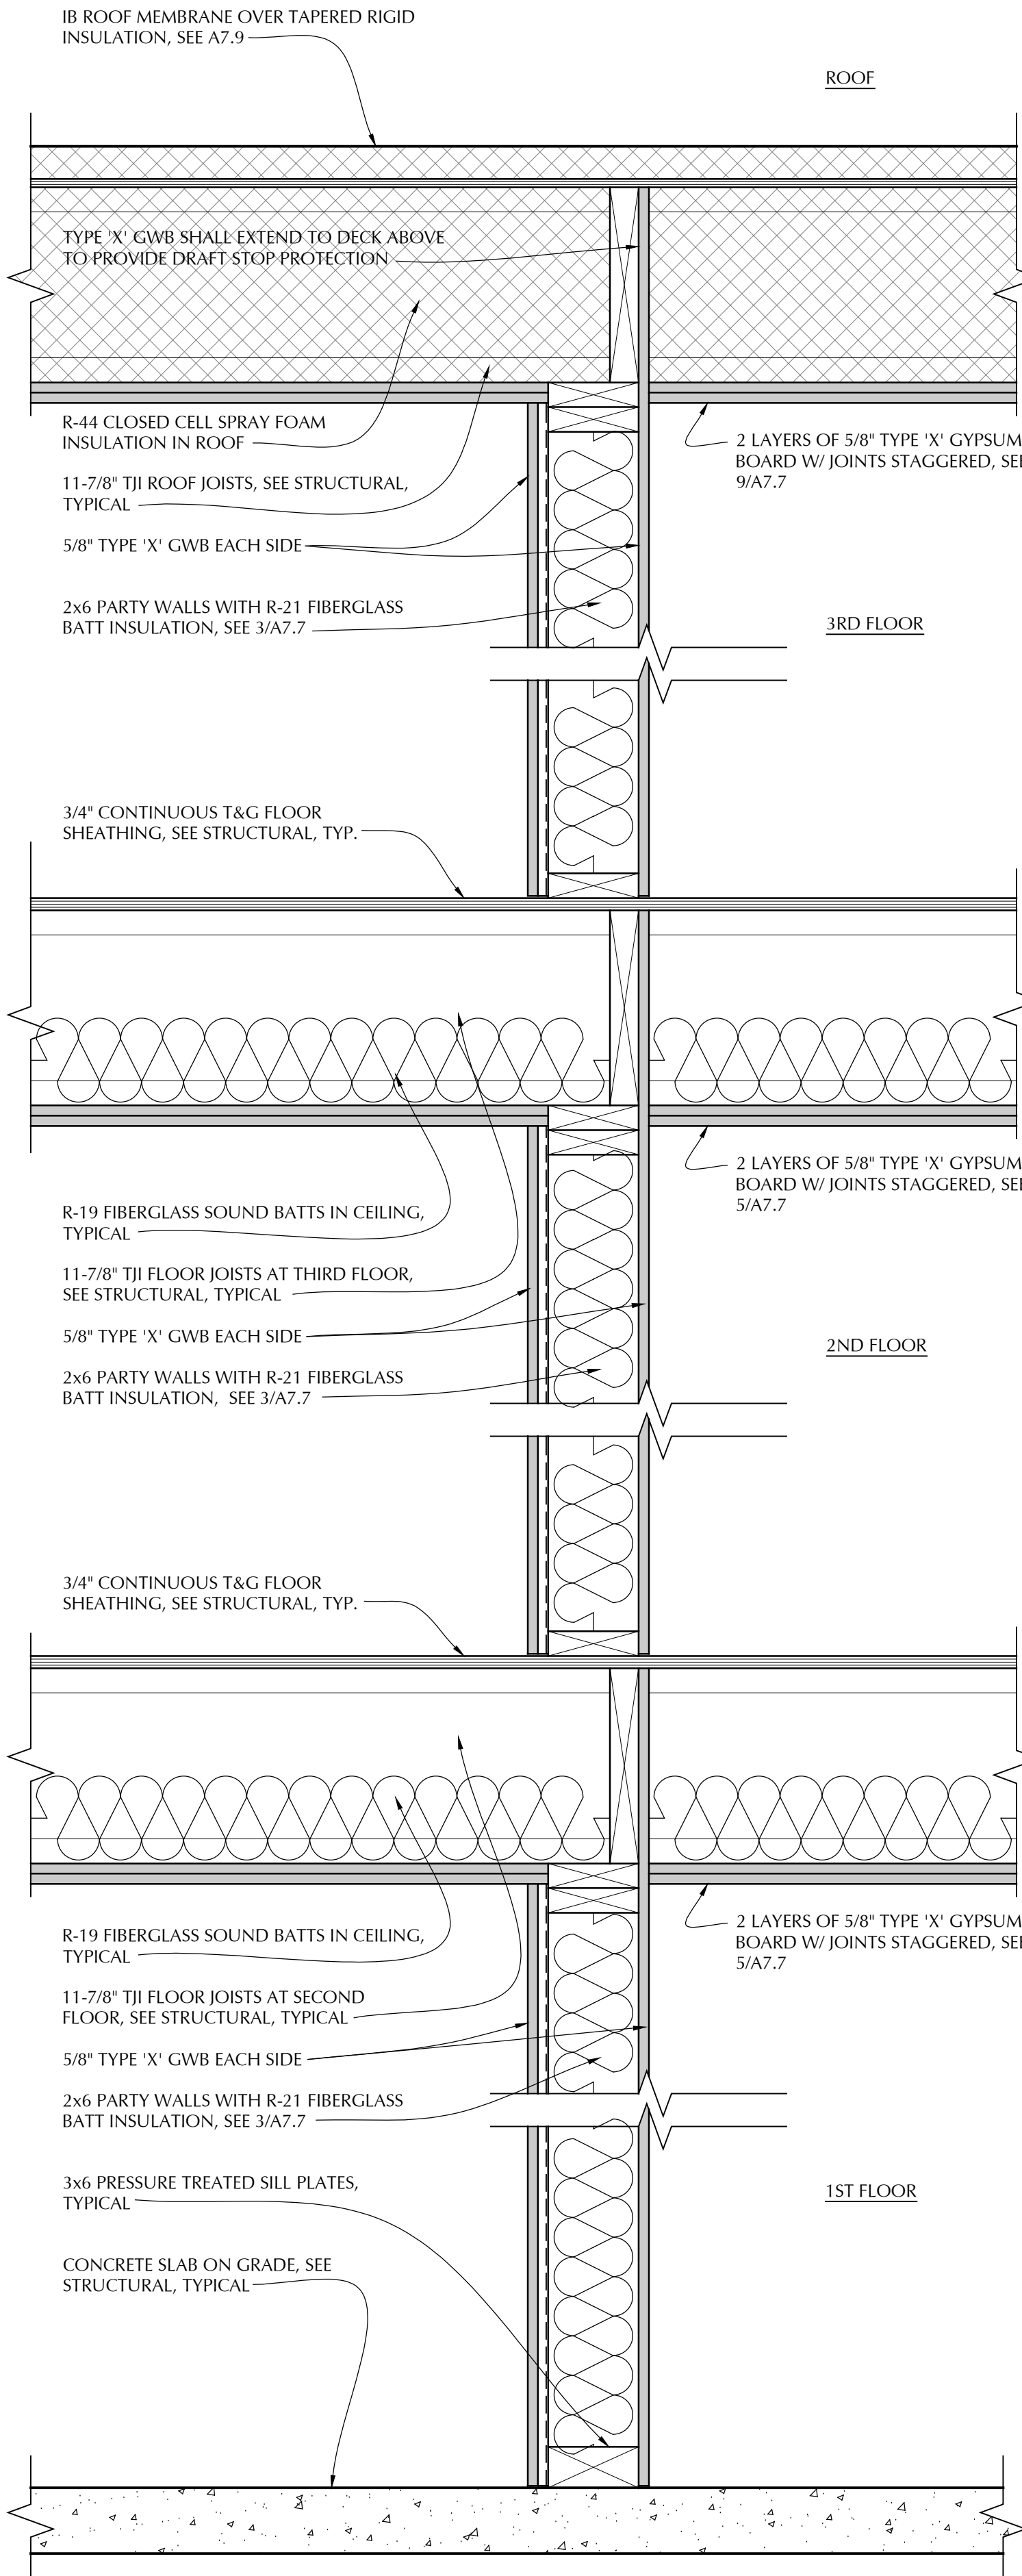 IB ROOF MEMBRANE OVER TAPERED RIGID
INSULATION, SEE A7.9
ROOF
TYPE 'X' GWB SHALL EXTEND TO DECK ABOVE
TO PROVIDE DRAFT STOP PROTECTION
R-44 CLOSED CELL SPRAY FOAM
INSULATION IN ROOF
2 LAYERS OF 5/8" TYPE 'X' GYPSUM
BOARD W/ JOINTS STAGGERED, SEE
9/A7.7
11-7/8" TJI ROOF JOISTS, SEE STRUCTURAL,
TYPICAL
5/8" TYPE 'X' GWB EACH SIDE
2x6 PARTY WALLS WITH R-21 FIBERGLASS
BATT INSULATION, SEE 3/A7.7
3RD FLOOR
3/4" CONTINUOUS T&G FLOOR
SHEATHING, SEE STRUCTURAL, TYP.
2 LAYERS OF 5/8" TYPE 'X' GYPSUM
BOARD W/ JOINTS STAGGERED, SEE
5/A7.7
R-19 FIBERGLASS SOUND BATTS IN CEILING,
TYPICAL
11-7/8" TJI FLOOR JOISTS AT THIRD FLOOR,
SEE STRUCTURAL, TYPICAL
5/8" TYPE 'X' GWB EACH SIDE
2ND FLOOR
2x6 PARTY WALLS WITH R-21 FIBERGLASS
BATT INSULATION, SEE 3/A7.7
3/4" CONTINUOUS T&G FLOOR
SHEATHING, SEE STRUCTURAL, TYP.
2 LAYERS OF 5/8" TYPE 'X' GYPSUM
BOARD W/ JOINTS STAGGERED, SEE
5/A7.7
R-19 FIBERGLASS SOUND BATTS IN CEILING,
TYPICAL
11-7/8" TJI FLOOR JOISTS AT SECOND
FLOOR, SEE STRUCTURAL, TYPICAL
5/8" TYPE 'X' GWB EACH SIDE
2x6 PARTY WALLS WITH R-21 FIBERGLASS
BATT INSULATION, SEE 3/A7.7
3x6 PRESSURE TREATED SILL PLATES,
TYPICAL
1ST FLOOR
CONCRETE SLAB ON GRADE, SEE
STRUCTURAL, TYPICAL